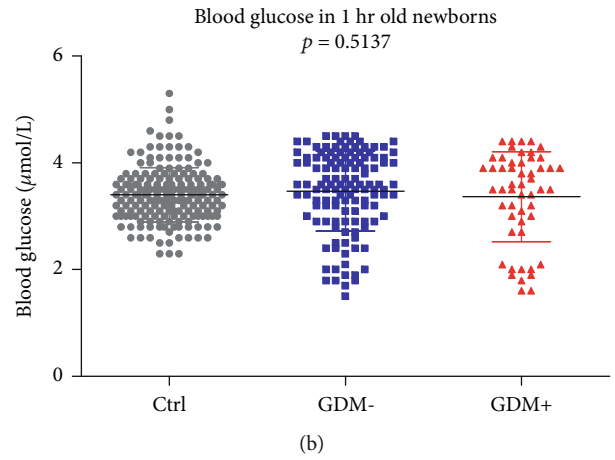 Blood glucose in 1 hr old newborns
p = 0.5137
Blood glucose (μmol/L)
6
4
2
0
Ctrl
GDM-
GDM+
(b)